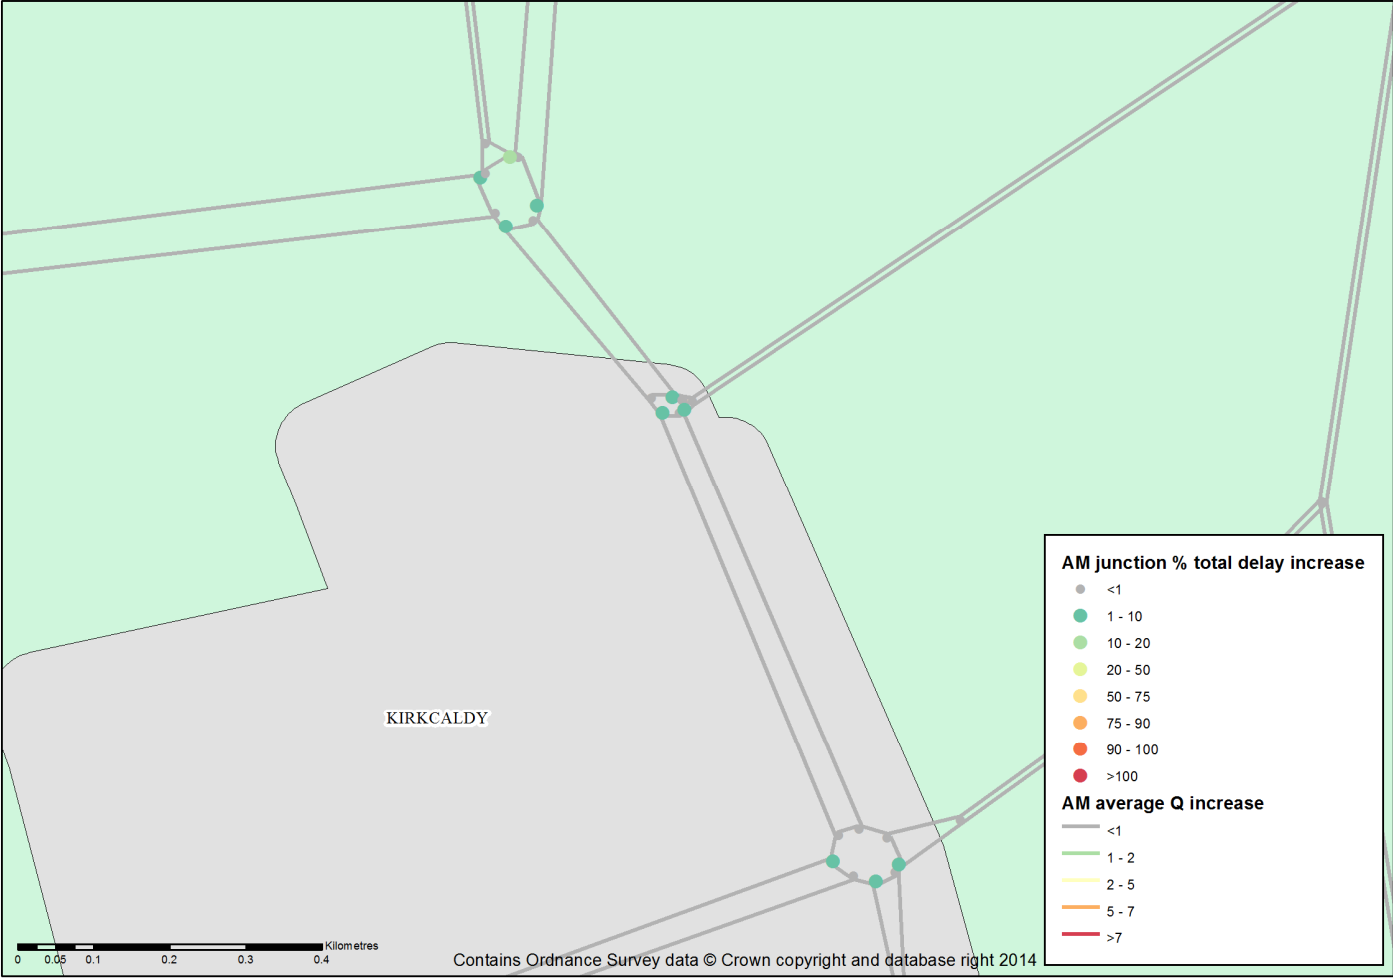 KIRKCALDY
AM junction % total delay increase
<1
1 - 10
10 - 20
20 - 50
50 - 75
75 - 90
90 - 100
>100
AM average Q increase
<1
1 - 2
2 - 5
5 - 7
>7
Kilometres
0 0.05 0.1 0.2 0.3 0.4
Contains Ordnance Survey data © Crown copyright and database right 2014